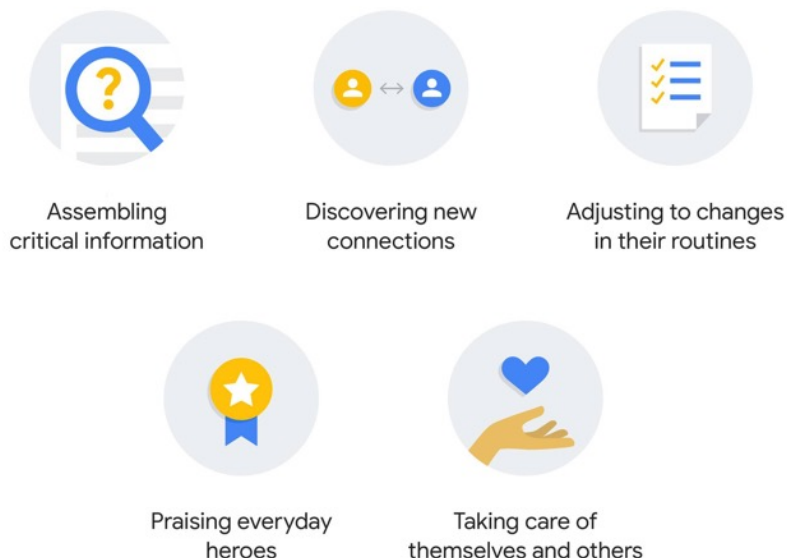 ?
Assembling
critical information
Discovering new
connections
Adjusting to changes
in their routines
Praising everyday
heroes
Taking care of
themselves and others